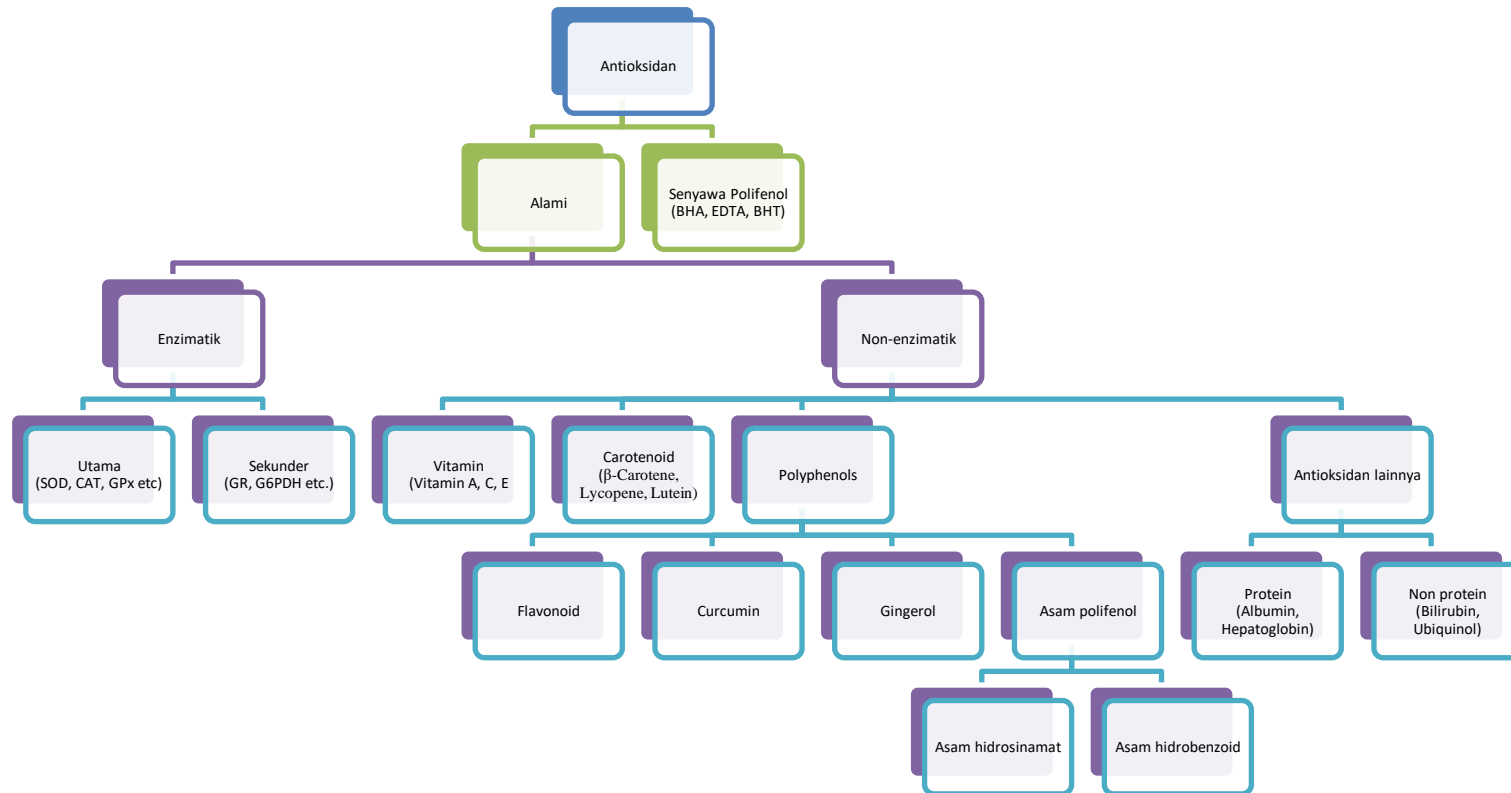 Antioksidan
Alami
Senyawa Polifenol
(BHA, EDTA, BHT)
Enzimatik
Non-enzimatik
Utama
(SOD, CAT, GPx etc)
Sekunder
(GR, G6PDH etc.)
Vitamin
(Vitamin A, C, E
Carotenoid
(β-Carotene,
Lycopene, Lutein)
Polyphenols
Antioksidan lainnya
Flavonoid
Curcumin
Gingerol
Asam polifenol
Protein
(Albumin,
Hepatoglobin)
Non protein
(Bilirubin,
Ubiquinol)
Asam hidrosinamat
Asam hidrobenzoid